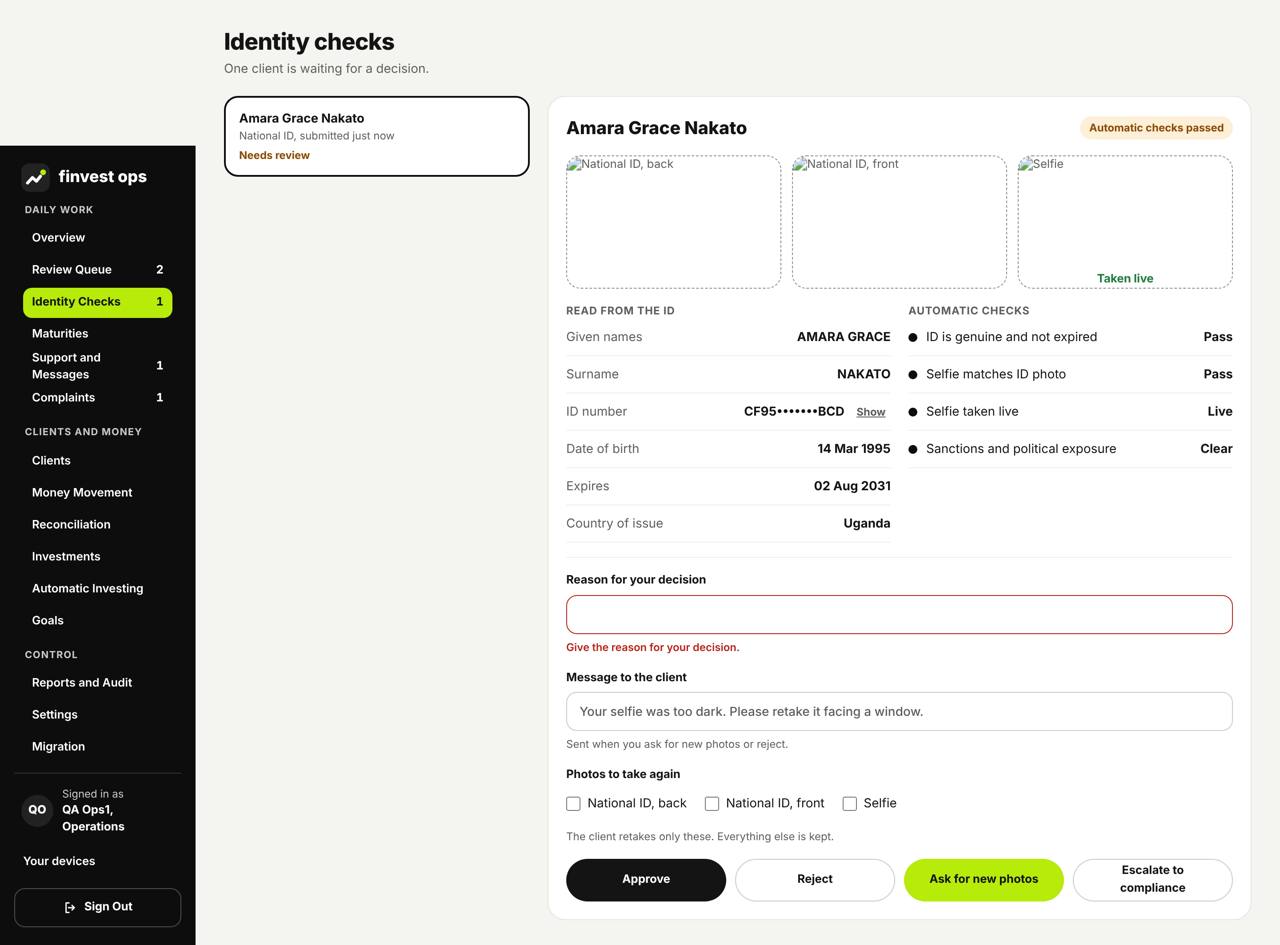 Identity checks
One client is waiting for a decision.
Amara Grace Nakato
National ID, submitted just now
Needs review
finvest ops
DAILY WORK
Overview
Review Queue 2
Identity Checks 1
Maturities
Support and
Messages 1
Complaints 1
CLIENTS AND MONEY
Clients
Money Movement
Reconciliation
Investments
Automatic Investing
Goals
CONTROL
Reports and Audit
Settings
Migration
QO
Signed in as
QA Ops1,
Operations
Your devices
Sign Out
Amara Grace Nakato
Automatic checks passed
National ID, back
National ID, front
Selfie
Taken live
READ FROM THE ID
Given names AMARA GRACE
Surname NAKATO
ID number CF95•••••••BCD Show
Date of birth 14 Mar 1995
Expires 02 Aug 2031
Country of issue Uganda
AUTOMATIC CHECKS
ID is genuine and not expired Pass
Selfie matches ID photo Pass
Selfie taken live Live
Sanctions and political exposure Clear
Reason for your decision
Give the reason for your decision.
Message to the client
Your selfie was too dark. Please retake it facing a window.
Sent when you ask for new photos or reject.
Photos to take again
National ID, back National ID, front Selfie
The client retakes only these. Everything else is kept.
Approve
Reject
Ask for new photos
Escalate to
compliance